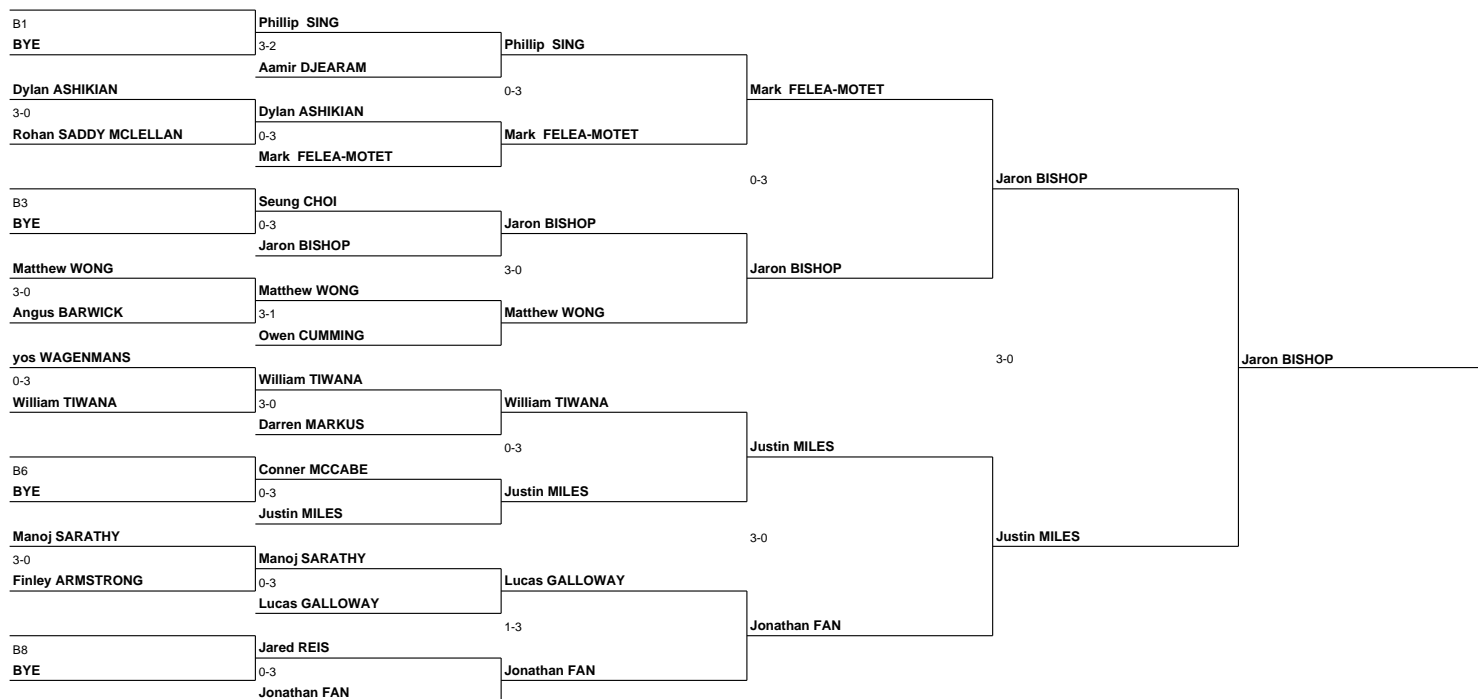 B1
BYE
Dylan ASHIKIAN
3-0
Rohan SADDY MCLELLAN
B3
BYE
Matthew WONG
3-0
Angus BARWICK
yos WAGENMANS
0-3
William TIWANA
B6
BYE
Manoj SARATHY
3-0
Finley ARMSTRONG
B8
BYE
Phillip SING
3-2
Aamir DJEARAM
Dylan ASHIKIAN
0-3
Mark FELEA-MOTET
Seung CHOI
0-3
Jaron BISHOP
Matthew WONG
3-1
Owen CUMMING
William TIWANA
3-0
Darren MARKUS
Conner MCCABE
0-3
Justin MILES
Manoj SARATHY
0-3
Lucas GALLOWAY
Jared REIS
0-3
Jonathan FAN
Phillip SING
0-3
Mark FELEA-MOTET
Jaron BISHOP
3-0
Matthew WONG
William TIWANA
0-3
Justin MILES
Lucas GALLOWAY
1-3
Jonathan FAN
Mark FELEA-MOTET
0-3
Jaron BISHOP
Justin MILES
3-0
Jonathan FAN
Jaron BISHOP
3-0
Justin MILES
Jaron BISHOP